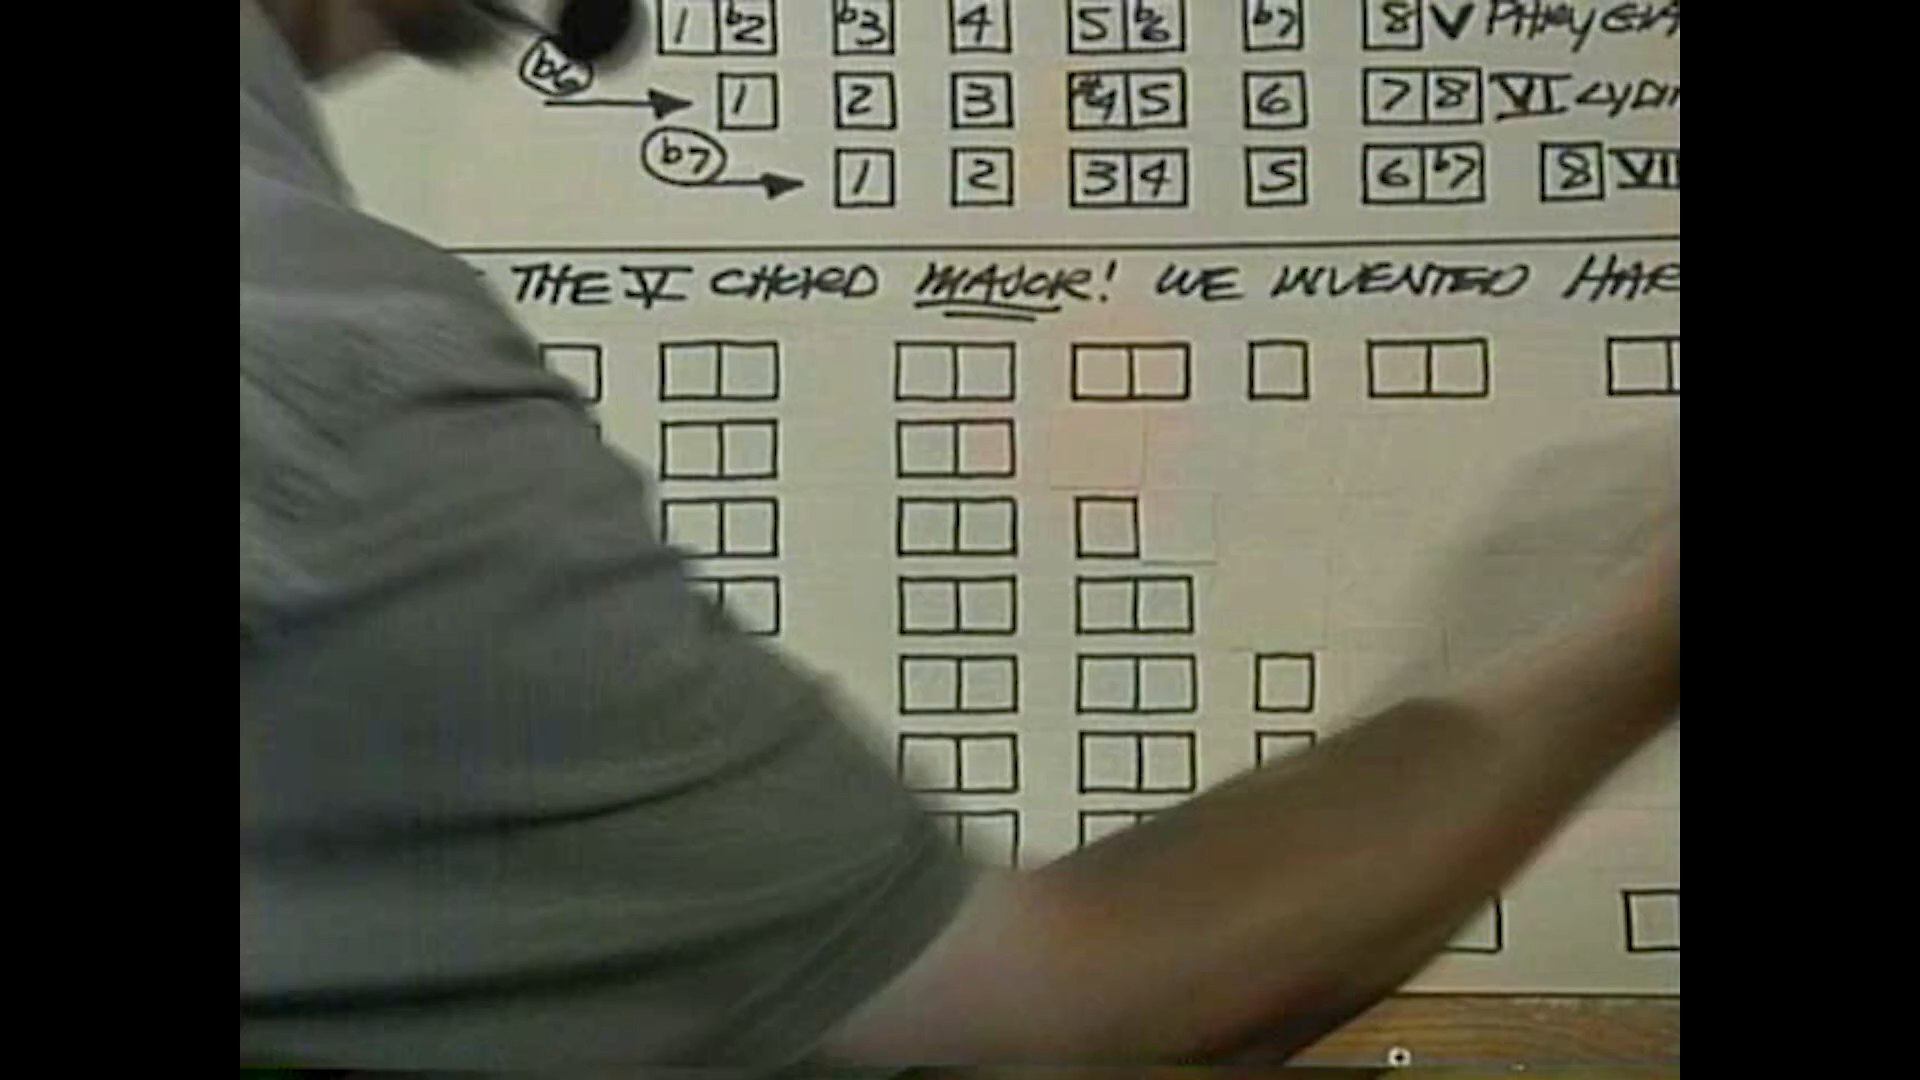 1 b2 b3 4 5 b6 b7 8 V PHRYGIA
b6 1 2 3 #4 5 6 7 8 VI LYDI
b7 1 2 3 4 5 6 b7 8 VII
THE V CHORD MAJOR! WE INVENTED HAR